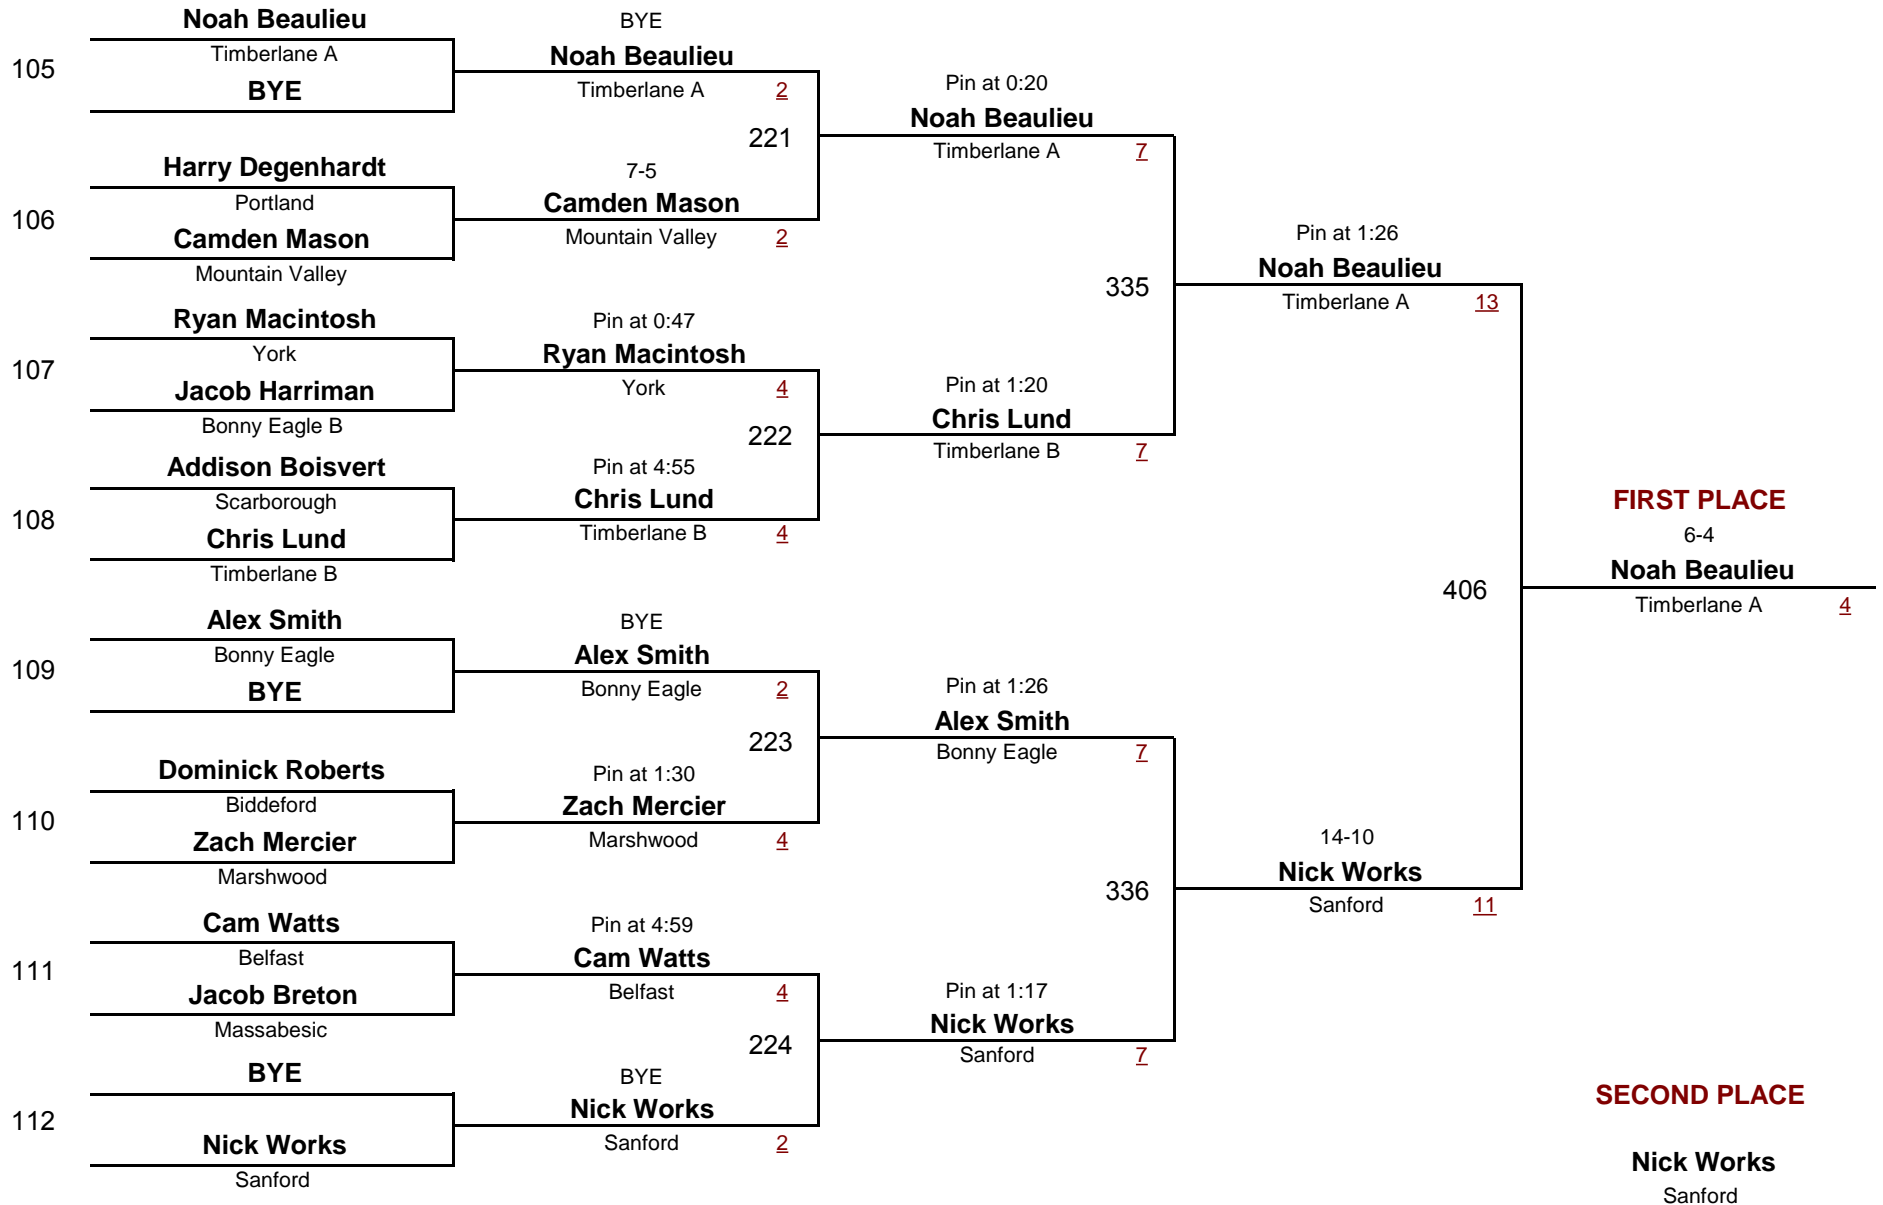 Noah Beaulieu
Timberlane A
105
BYE
Harry Degenhardt
Portland
106
Camden Mason
Mountain Valley
Ryan Macintosh
York
107
Jacob Harriman
Bonny Eagle B
Addison Boisvert
Scarborough
108
Chris Lund
Timberlane B
Alex Smith
Bonny Eagle
109
BYE
Dominick Roberts
Biddeford
110
Zach Mercier
Marshwood
Cam Watts
Belfast
111
Jacob Breton
Massabesic
BYE
112
Nick Works
Sanford
BYE
Noah Beaulieu
Timberlane A 2
221
7-5
Camden Mason
Mountain Valley 2
Pin at 0:47
Ryan Macintosh
York 4
222
Pin at 4:55
Chris Lund
Timberlane B 4
BYE
Alex Smith
Bonny Eagle 2
223
Pin at 1:30
Zach Mercier
Marshwood 4
Pin at 4:59
Cam Watts
Belfast 4
224
BYE
Nick Works
Sanford 2
Pin at 0:20
Noah Beaulieu
Timberlane A 7
335
Pin at 1:20
Chris Lund
Timberlane B 7
Pin at 1:26
Alex Smith
Bonny Eagle 7
336
Pin at 1:17
Nick Works
Sanford 7
Pin at 1:26
Noah Beaulieu
Timberlane A 13
406
14-10
Nick Works
Sanford 11
FIRST PLACE
6-4
Noah Beaulieu
Timberlane A 4
SECOND PLACE
Nick Works
Sanford